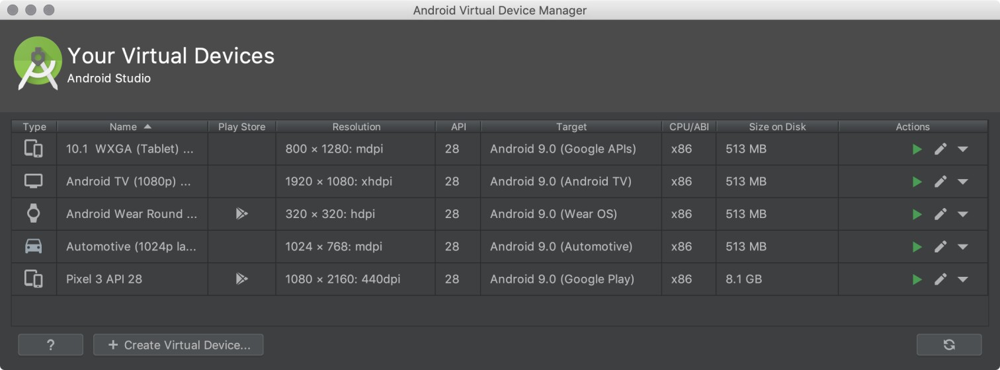 Android Virtual Device Manager
Your Virtual Devices
Android Studio
Type Name Play Store Resolution API Target CPU/ABI Size on Disk Actions
10.1 WXGA (Tablet) ... 800 × 1280: mdpi 28 Android 9.0 (Google APIs) x86 513 MB
Android TV (1080p) ... 1920 × 1080: xhdpi 28 Android 9.0 (Android TV) x86 513 MB
Android Wear Round ... 320 × 320: hdpi 28 Android 9.0 (Wear OS) x86 513 MB
Automotive (1024p la... 1024 × 768: mdpi 28 Android 9.0 (Automotive) x86 513 MB
Pixel 3 API 28 1080 × 2160: 440dpi 28 Android 9.0 (Google Play) x86 8.1 GB
? + Create Virtual Device...